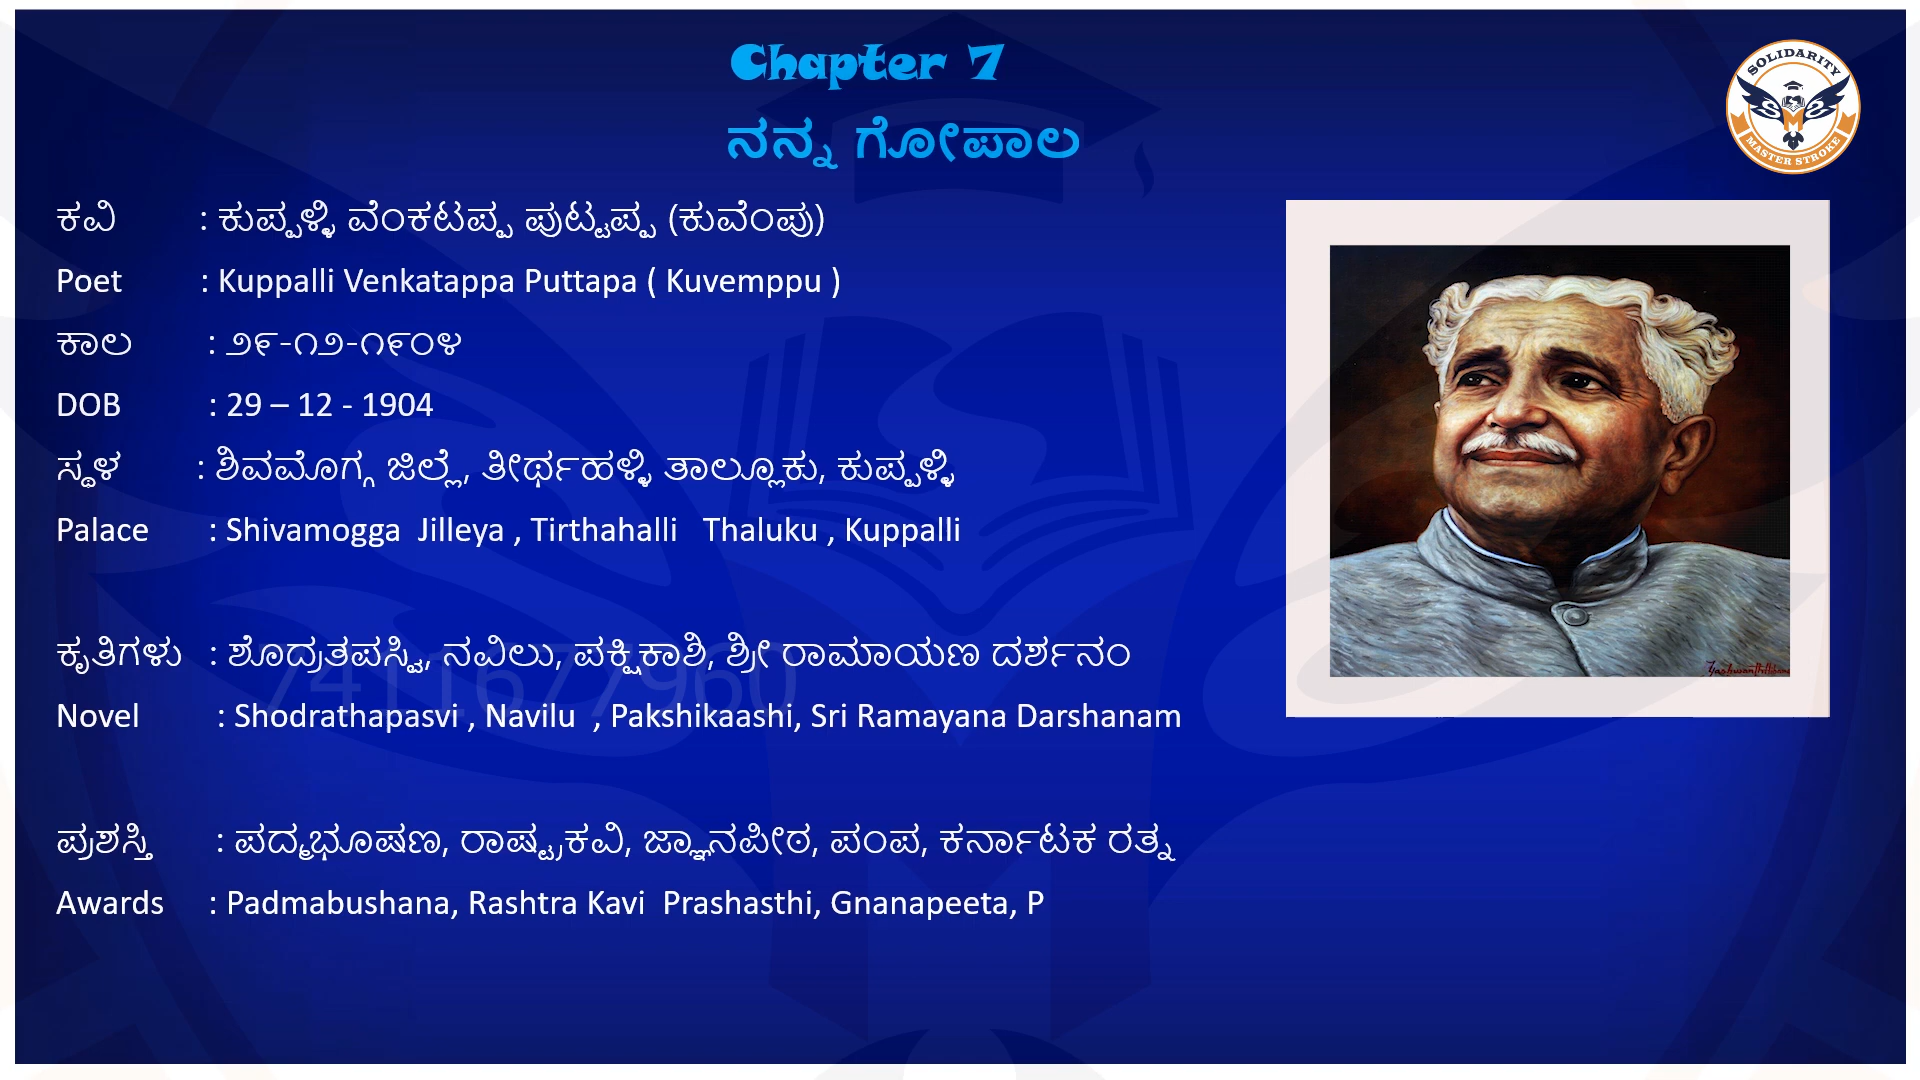 Chapter 7
ನನ್ನ ಗೋಪಾಲ
SOLIDARITY
MASTER STROKE
ಕವಿ : ಕುಪ್ಪಳ್ಳಿ ವೆಂಕಟಪ್ಪ ಪುಟ್ಟಪ್ಪ (ಕುವೆಂಪು)
Poet : Kuppalli Venkatappa Puttapa ( Kuvemppu )
ಕಾಲ : ೨೯-೧೨-೧೯೦೪
DOB : 29 – 12 - 1904
ಸ್ಥಳ : ಶಿವಮೊಗ್ಗ ಜಿಲ್ಲೆ, ತೀರ್ಥಹಳ್ಳಿ ತಾಲ್ಲೂಕು, ಕುಪ್ಪಳ್ಳಿ
Palace : Shivamogga Jilleya , Tirthahalli Thaluku , Kuppalli
ಕೃತಿಗಳು : ಶೊದ್ರತಪಸ್ವಿ, ನವಿಲು, ಪಕ್ಷಿಕಾಶಿ, ಶ್ರೀ ರಾಮಾಯಣ ದರ್ಶನಂ
7411677960
Novel : Shodrathapasvi , Navilu , Pakshikaashi, Sri Ramayana Darshanam
ಪ್ರಶಸ್ತಿ : ಪದ್ಮಭೂಷಣ, ರಾಷ್ಟ್ರಕವಿ, ಜ್ಞಾನಪೀಠ, ಪಂಪ, ಕರ್ನಾಟಕ ರತ್ನ
Awards : Padmabushana, Rashtra Kavi Prashasthi, Gnanapeeta, P